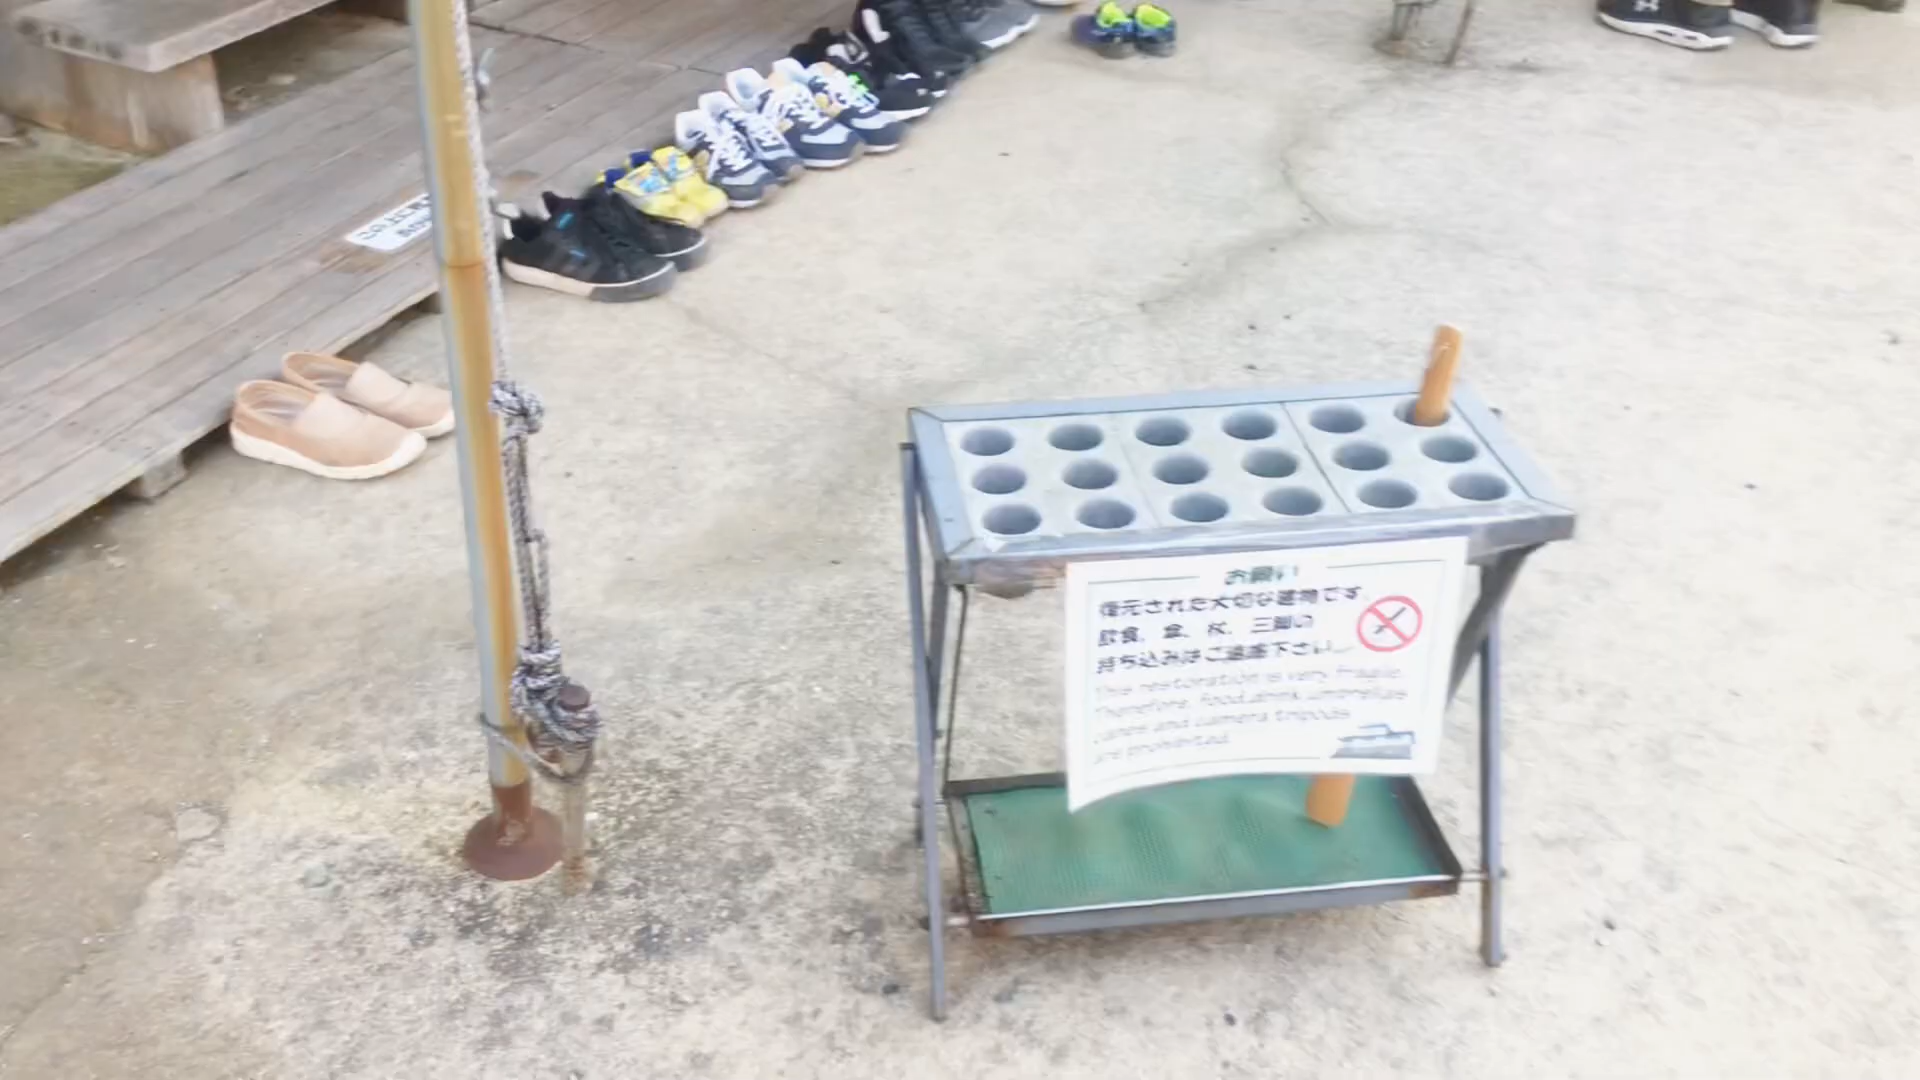 お願い
復元された大切な建物です。
飲食、傘、杖、三脚の
持ち込みはご遠慮下さい。
This restoration is very fragile.
Therefore, food,drink, umbrellas
canes and camera tripods
are prohibited.